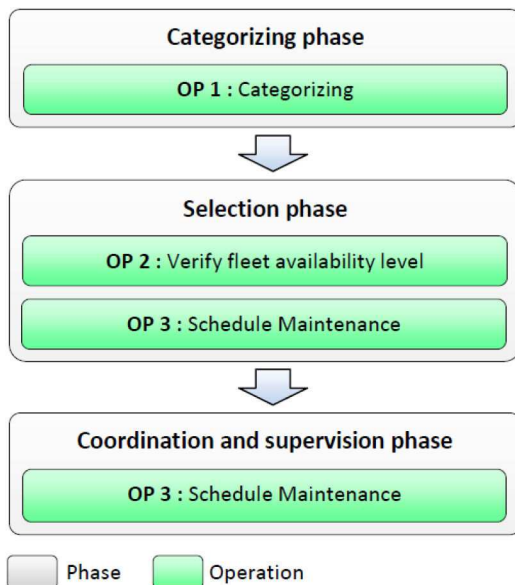 Categorizing phase
OP 1 : Categorizing
Selection phase
OP 2 : Verify fleet availability level
OP 3 : Schedule Maintenance
Coordination and supervision phase
OP 3 : Schedule Maintenance
Phase
Operation